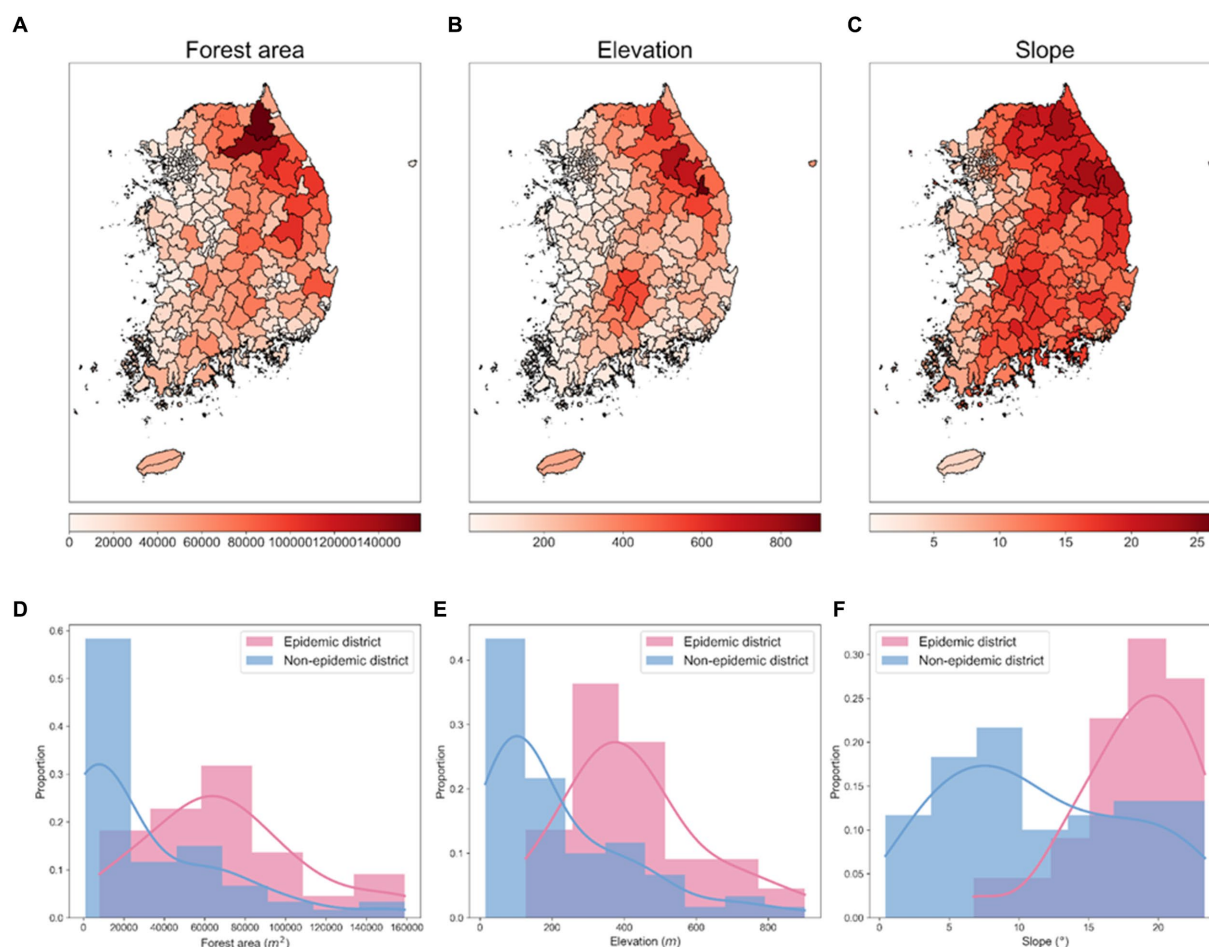 A
B
C
Forest area
Elevation
Slope
0 20000 40000 60000 80000 100000120000140000
200 400 600 800
5 10 15 20 25
D
E
F
0.6
0.5
0.4
0.3
0.2
0.1
0.0
Proportion
Epidemic district
Non-epidemic district
0 20000 40000 60000 80000 100000 120000 140000 160000
Forest area (m²)
0.4
0.3
0.2
0.1
0.0
Proportion
Epidemic district
Non-epidemic district
0 200 400 600 800
Elevation (m)
0.30
0.25
0.20
0.15
0.10
0.05
0.00
Proportion
Epidemic district
Non-epidemic district
0 5 10 15 20
Slope (°)